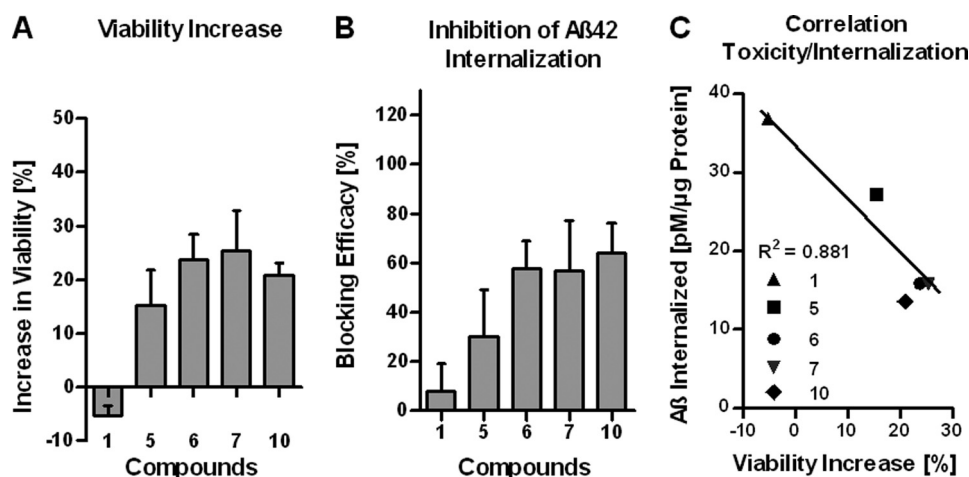 A
Viability Increase
Increase in Viability [%]
50
40
30
20
10
0
-10
1 5 6 7 10
Compounds
B
Inhibition of Aß42
Internalization
Blocking Efficacy [%]
120
100
80
60
40
20
0
1 5 6 7 10
Compounds
C
Correlation
Toxicity/Internalization
Aß Internalized [pM/µg Protein]
40
30
20
10
0
R² = 0.881
1
5
6
7
10
-10 0 10 20 30
Viability Increase [%]